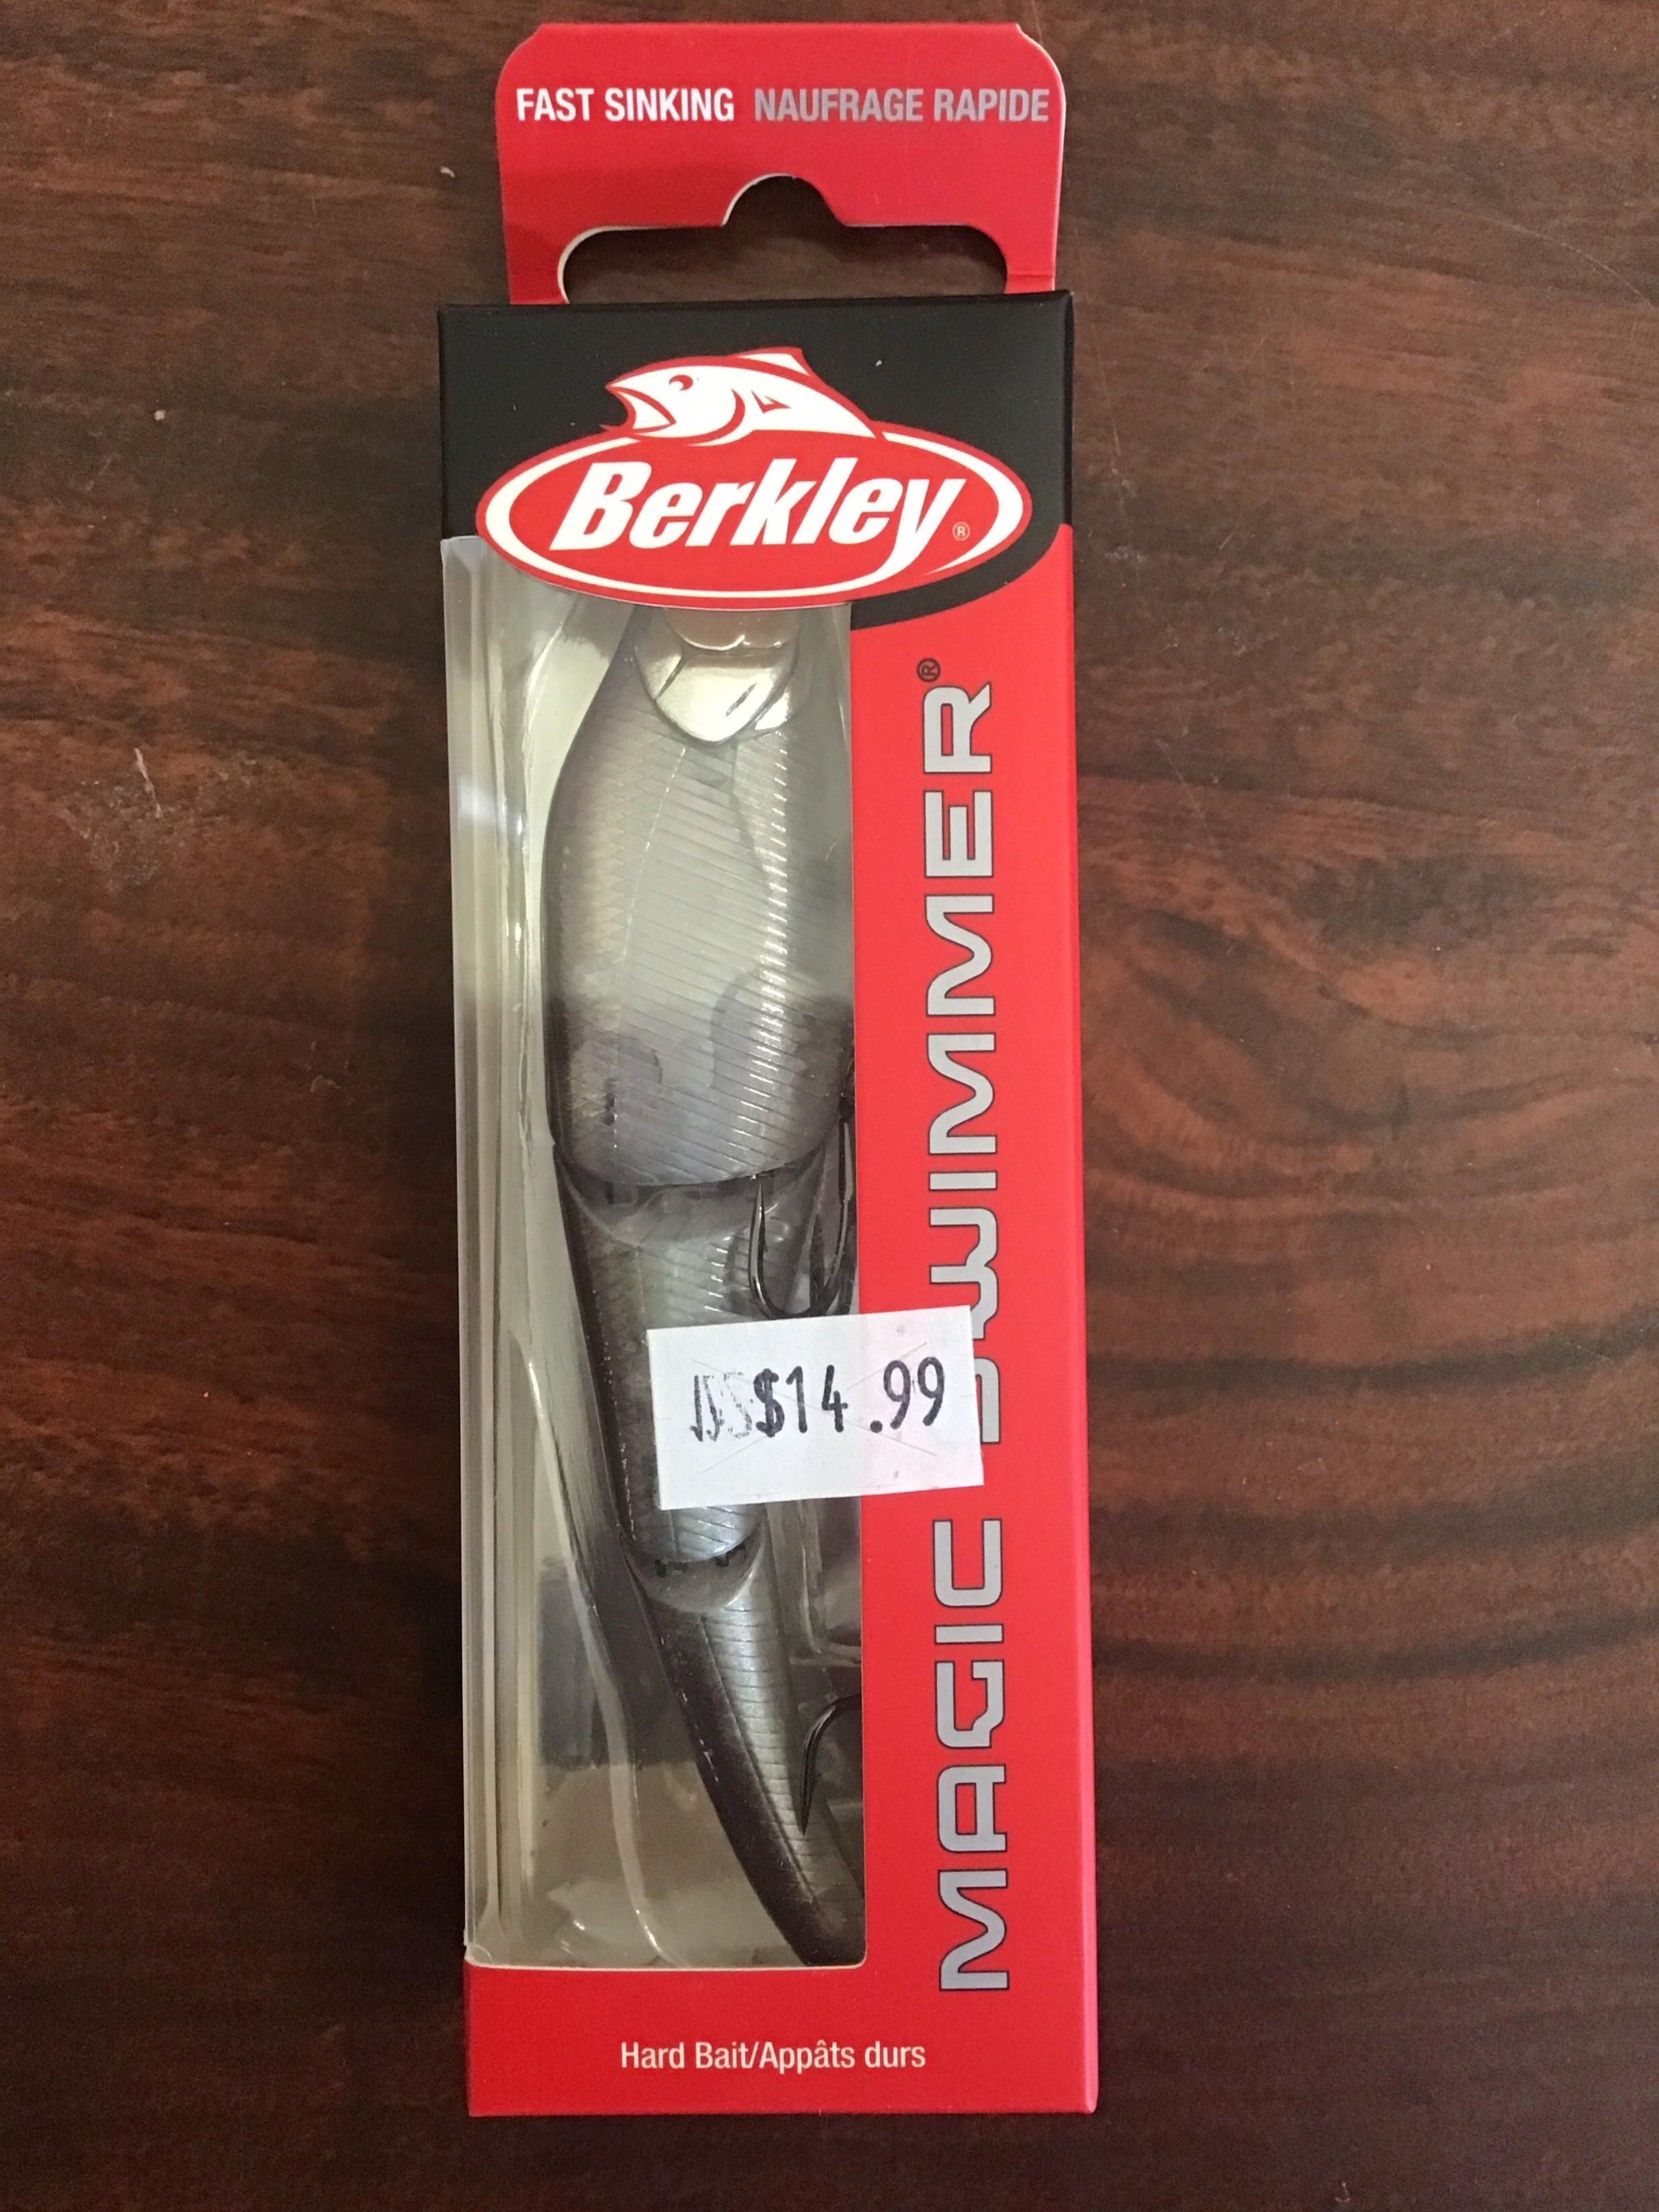 FAST SINKING NAUFRAGE RAPIDE
Berkley®
MAGIC SWIMMER®
$14.99
Hard Bait/Appâts durs